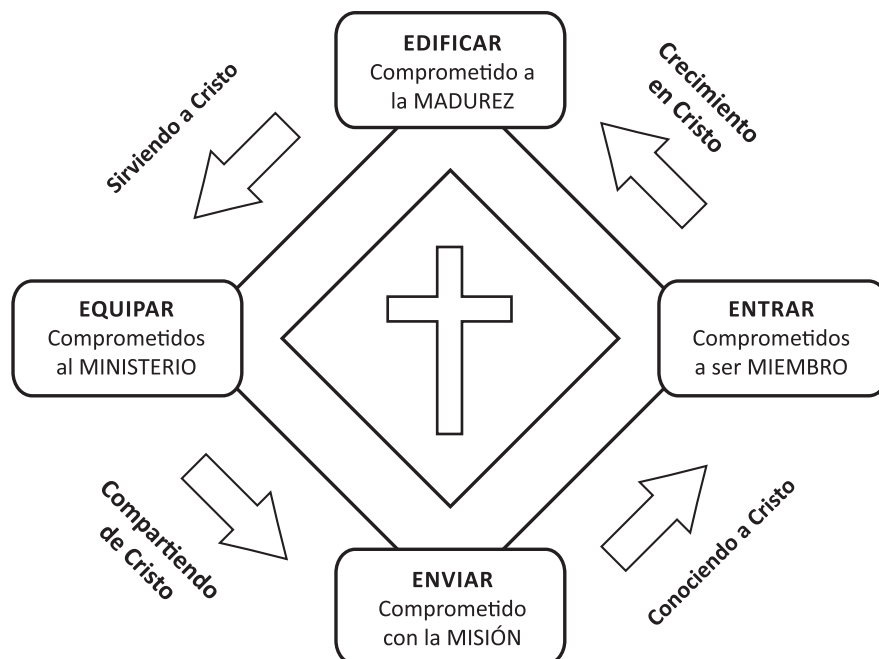 EDIFICAR
Comprometido a
la MADUREZ
Sirviendo a Cristo
Crecimiento
en Cristo
EQUIPAR
Comprometidos
al MINISTERIO
ENTRAR
Comprometidos
a ser MIEMBRO
Compartiendo
de Cristo
ENVIAR
Comprometido
con la MISIÓN
Conociendo a Cristo